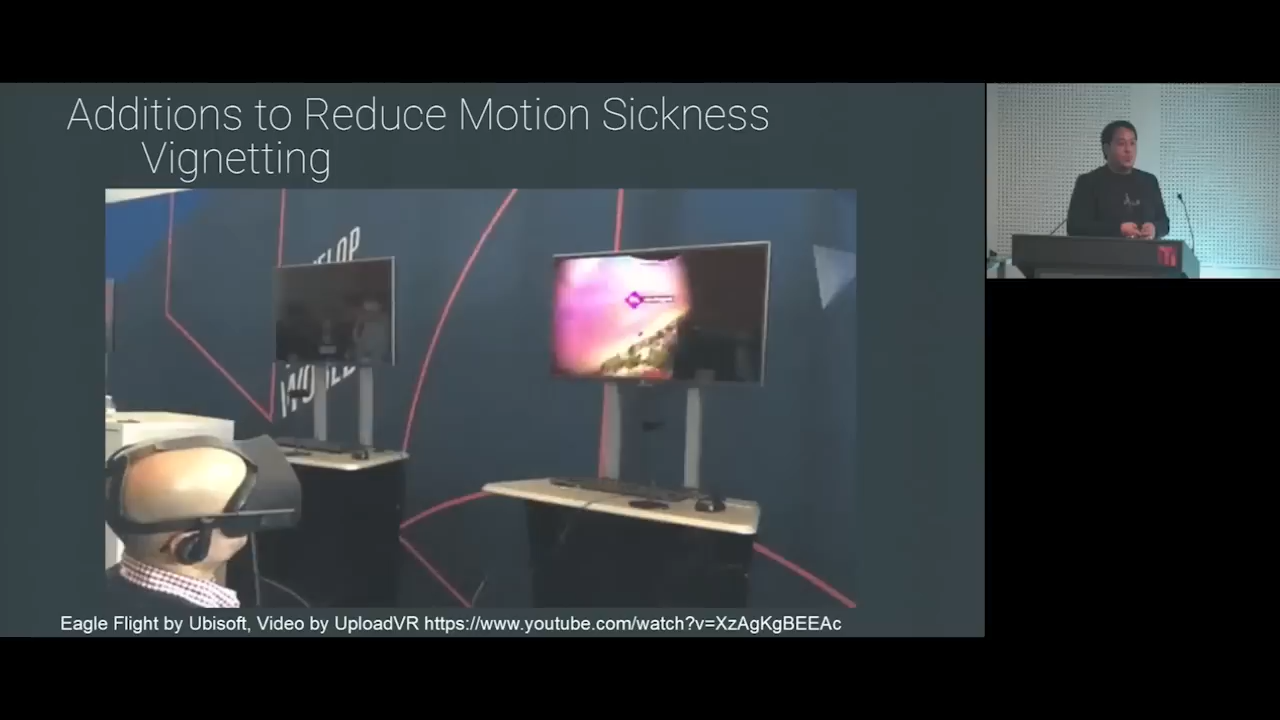 Additions to Reduce Motion Sickness
Vignetting
Eagle Flight by Ubisoft, Video by UploadVR https://www.youtube.com/watch?v=XzAgKgBEEAc